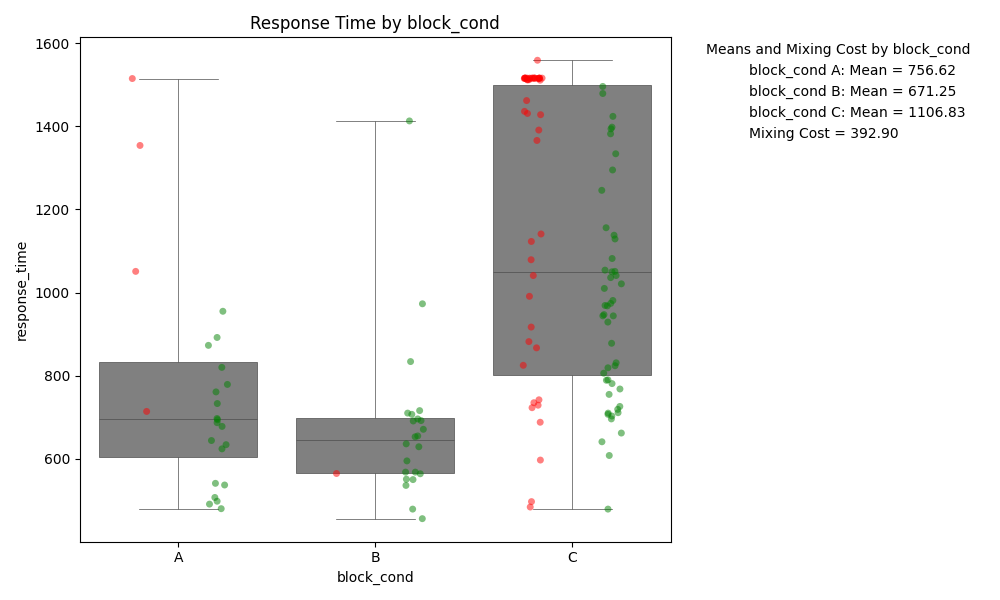 Response Time by block_cond
Means and Mixing Cost by block_cond
block_cond A: Mean = 756.62
block_cond B: Mean = 671.25
block_cond C: Mean = 1106.83
Mixing Cost = 392.90
response_time
1600
1400
1200
1000
800
600
A
B
C
block_cond